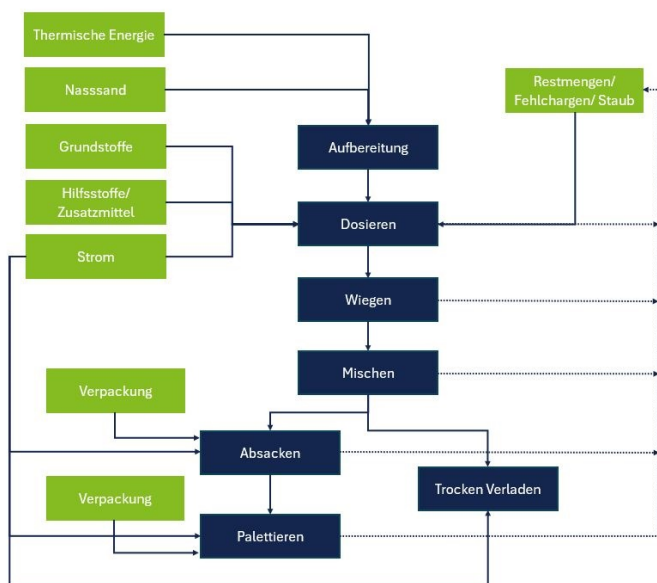 Thermische Energie
Nasssand
Restmengen/
Fehlchargen/ Staub
Grundstoffe
Aufbereitung
Hilfsstoffe/
Zusatzmittel
Dosieren
Strom
Wiegen
Mischen
Verpackung
Absacken
Trocken Verladen
Verpackung
Palettieren